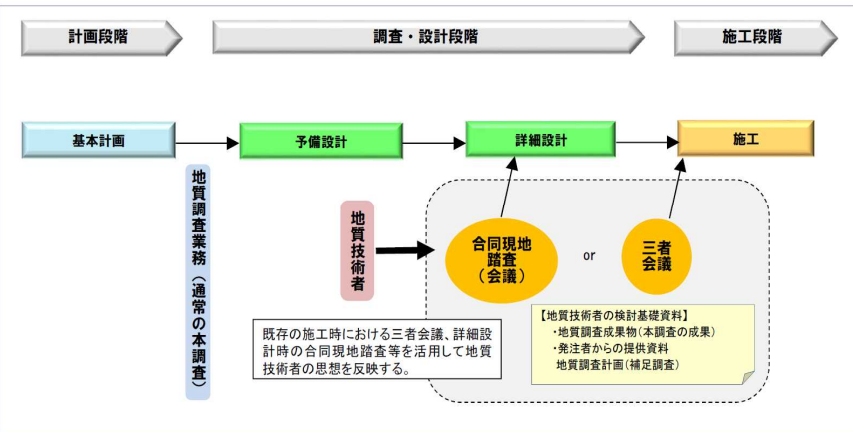 計画段階
調査・設計段階
施工段階
基本計画
予備設計
詳細設計
施工
地質調査業務（通常の本調査）
地質技術者
合同現地
踏査
（会議）
or
三者
会議
既存の施工時における三者会議、詳細設
計時の合同現地踏査等を活用して地質
技術者の思想を反映する。
【地質技術者の検討基礎資料】
・地質調査成果物（本調査の成果）
・発注者からの提供資料
地質調査計画（補足調査）